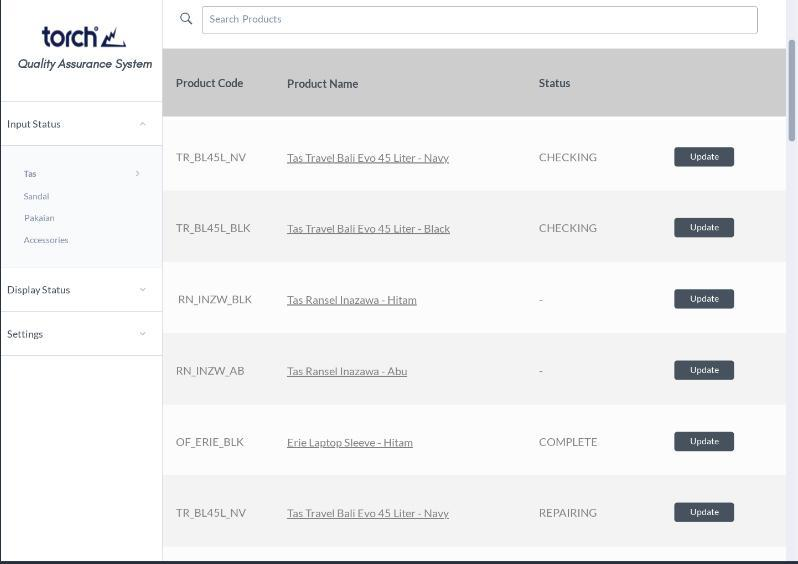 torch
Quality Assurance System
Input Status
Tas
Sandal
Pakaian
Accessories
Display Status
Settings
Search Products
Product Code Product Name Status
TR_BL45L_NV Tas Travel Bali Evo 45 Liter - Navy CHECKING Update
TR_BL45L_BLK Tas Travel Bali Evo 45 Liter - Black CHECKING Update
RN_INZW_BLK Tas Ransel Inazawa - Hitam - Update
RN_INZW_AB Tas Ransel Inazawa - Abu - Update
OF_ERIE_BLK Erie Laptop Sleeve - Hitam COMPLETE Update
TR_BL45L_NV Tas Travel Bali Evo 45 Liter - Navy REPAIRING Update